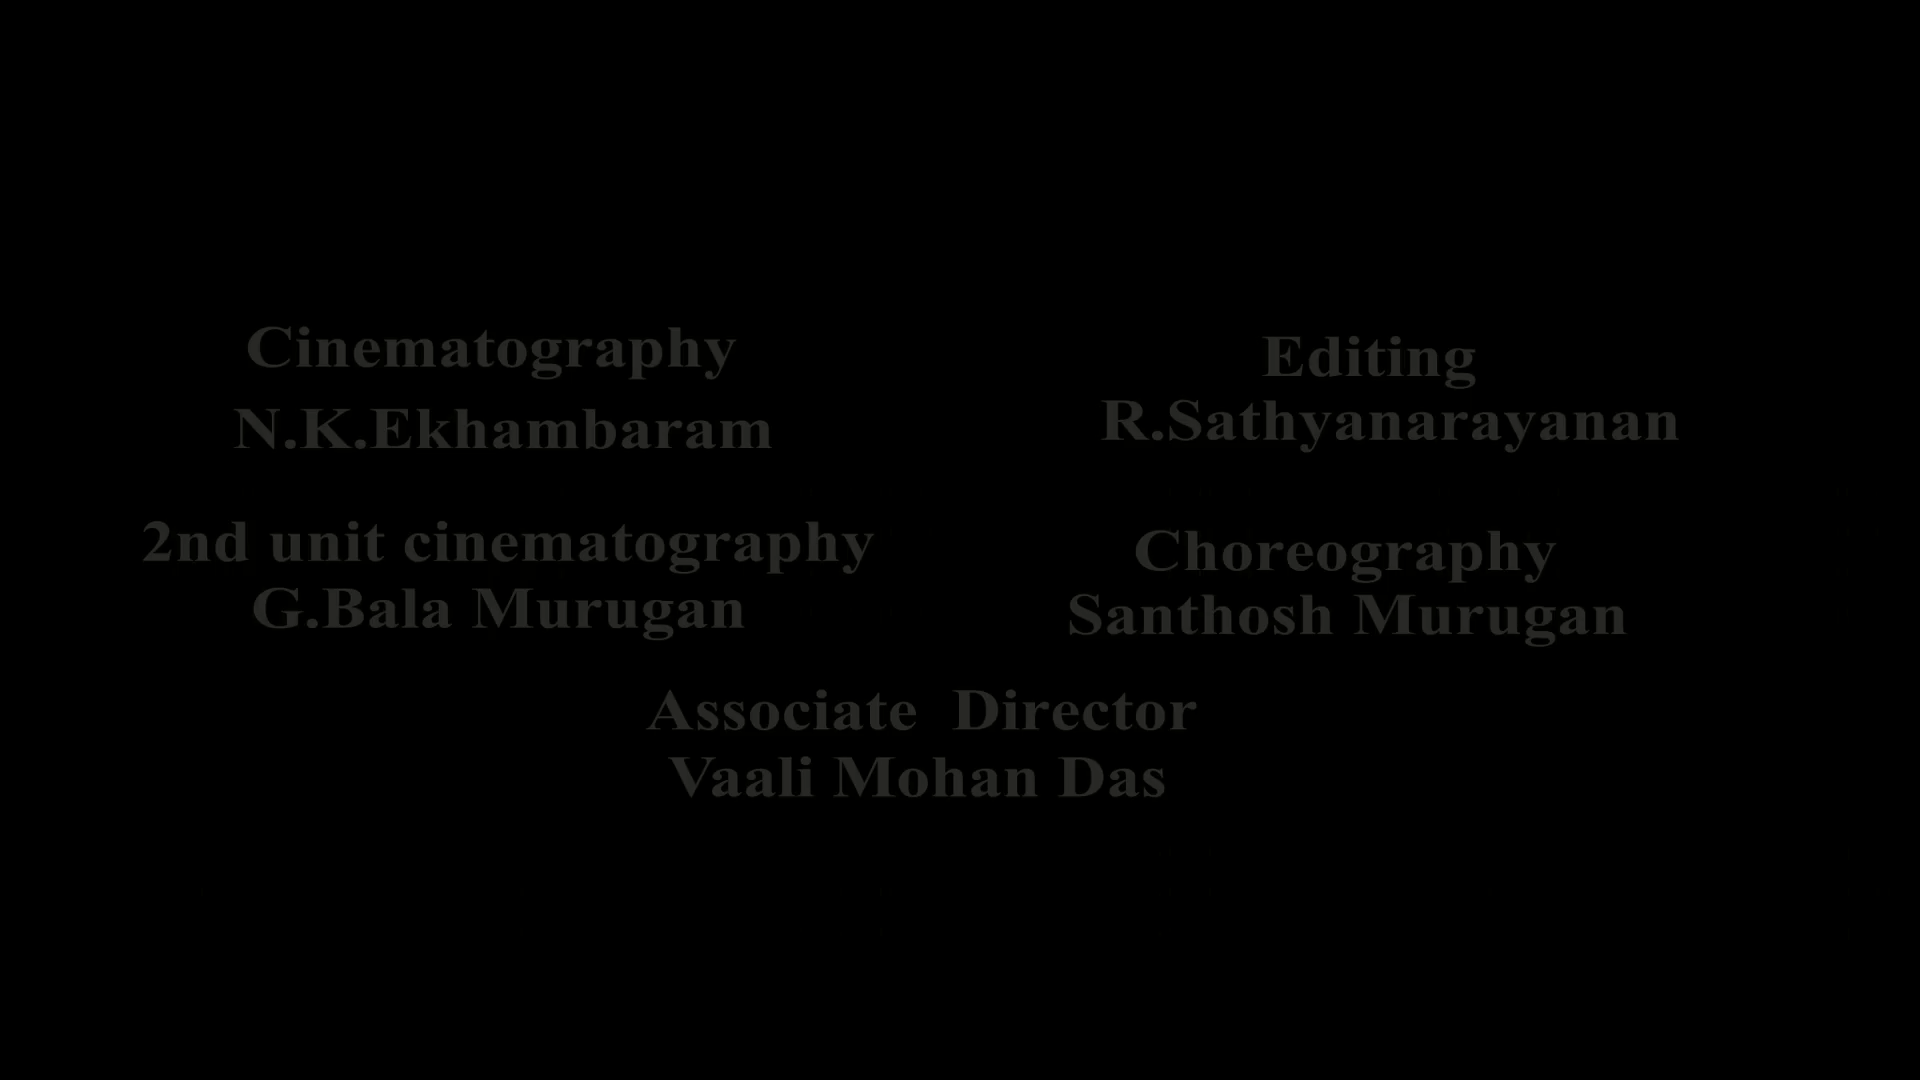 Cinematography
N.K.Ekhambaram
Editing
R.Sathyanarayanan
2nd unit cinematography
G.Bala Murugan
Choreography
Santhosh Murugan
Associate  Director
Vaali Mohan Das